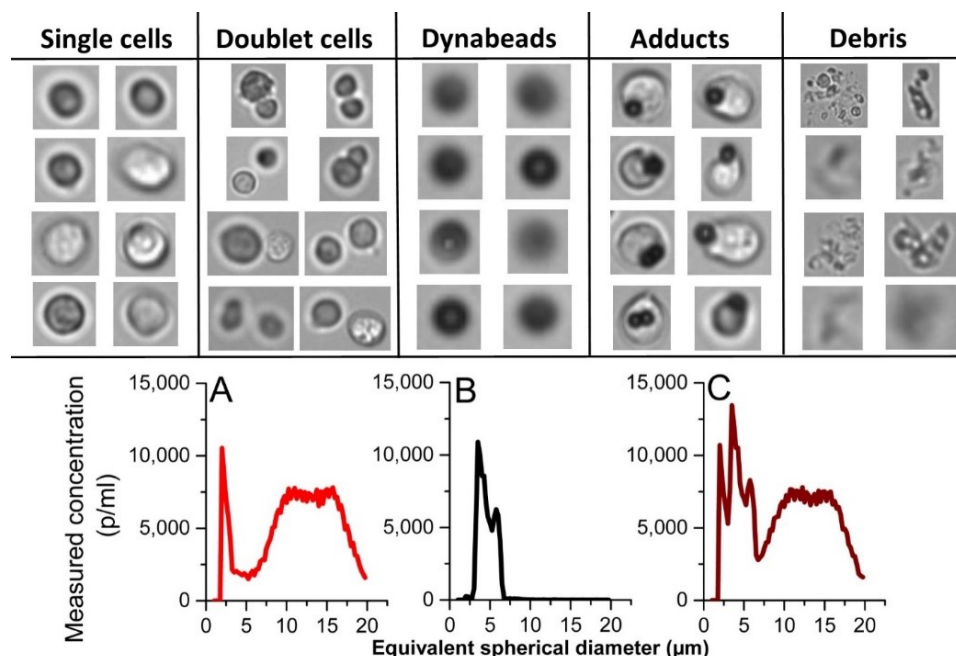 Single cells Doublet cells Dynabeads Adducts Debris
A
B
C
Measured concentration
(p/ml)
15,000
10,000
5,000
0
0 5 10 15 20
15,000
10,000
5,000
0
0 5 10 15 20
15,000
10,000
5,000
0
0 5 10 15 20
Equivalent spherical diameter (µm)